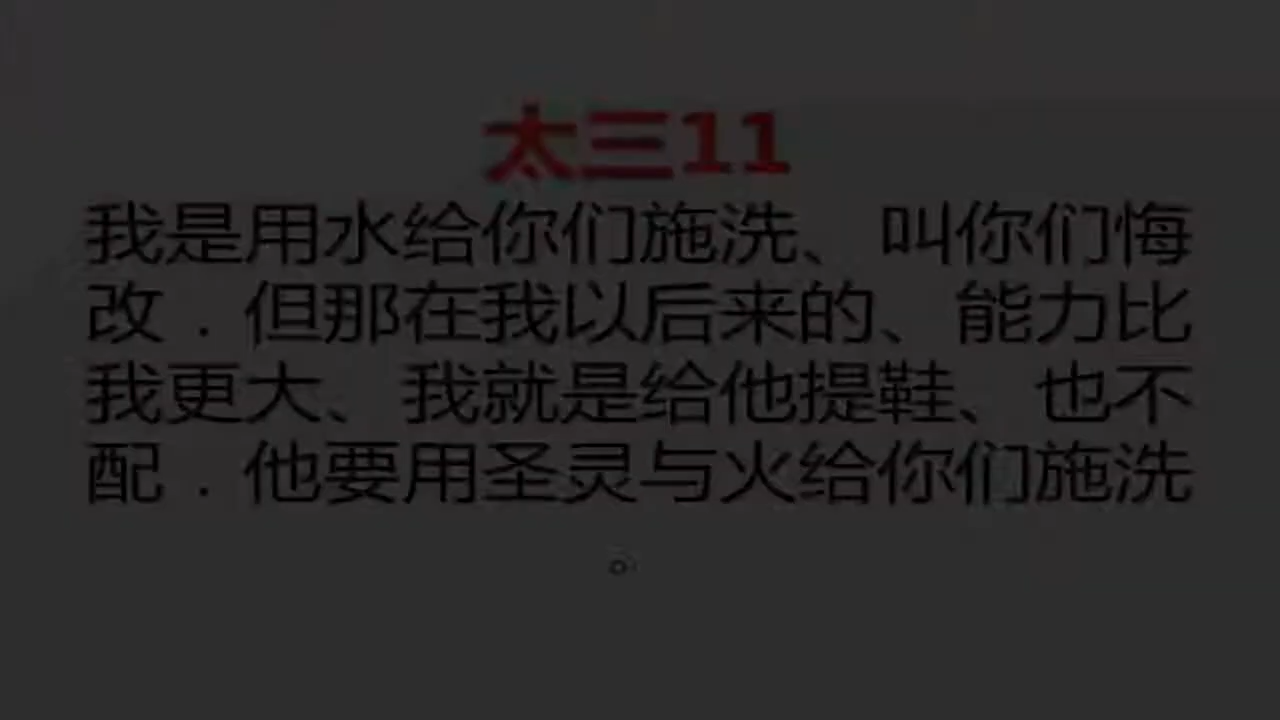 太三11
我是用水给你们施洗、叫你们悔
改．但那在我以后来的、能力比
我更大、我就是给他提鞋、也不
配．他要用圣灵与火给你们施洗
。